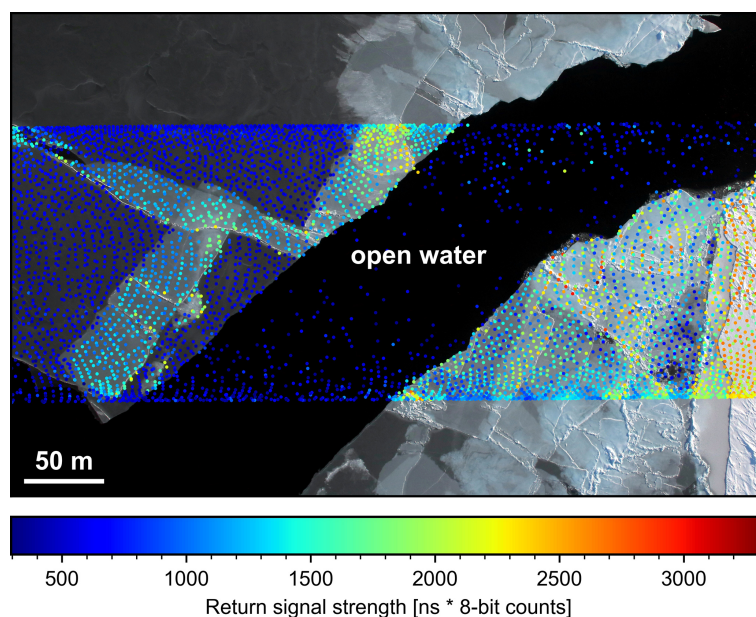 open water
50 m
500 1000 1500 2000 2500 3000
Return signal strength [ns * 8-bit counts]